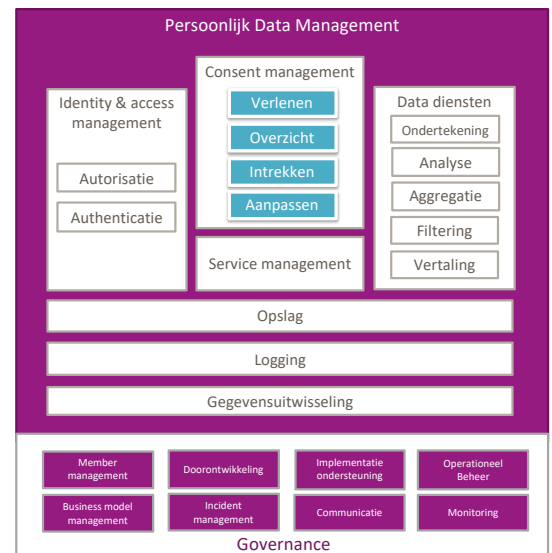 Persoonlijk Data Management
Identity & access
management
Autorisatie
Authenticatie
Consent management
Verlenen
Overzicht
Intrekken
Aanpassen
Service management
Data diensten
Ondertekening
Analyse
Aggregatie
Filtering
Vertaling
Opslag
Logging
Gegevensuitwisseling
Member
management
Doorontwikkeling
Implementatie
ondersteuning
Operationeel
Beheer
Business model
management
Incident
management
Communicatie
Monitoring
Governance